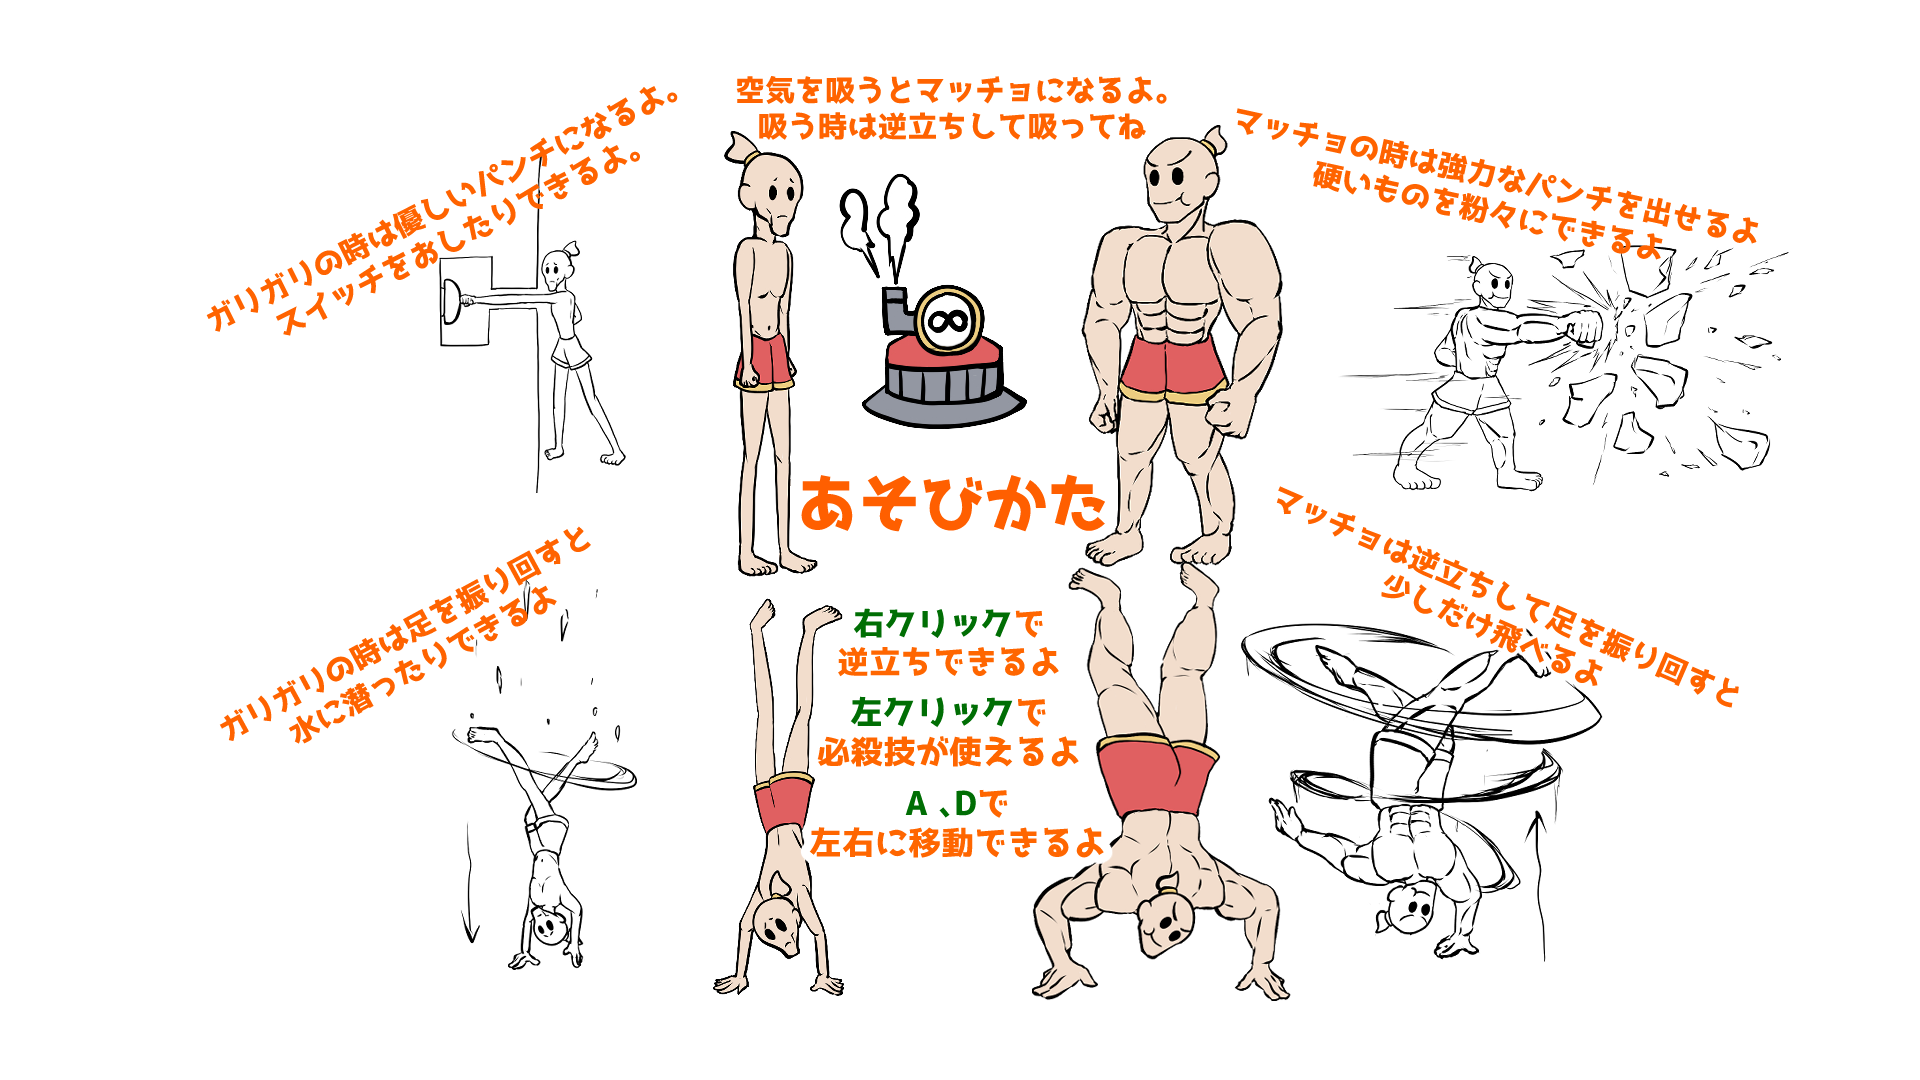 空気を吸うとマッチョになるよ。
吸う時は逆立ちして吸ってね
ガリガリの時は優しいパンチになるよ。
スイッチをおしたりできるよ。
マッチョの時は強力なパンチを出せるよ
硬いものを粉々にできるよ
∞
あそびかた
ガリガリの時は足を振り回すと
水に潜ったりできるよ
右クリックで
逆立ちできるよ
左クリックで
必殺技が使えるよ
A 、Dで
左右に移動できるよ
マッチョは逆立ちして足を振り回すと
少しだけ飛べるよ